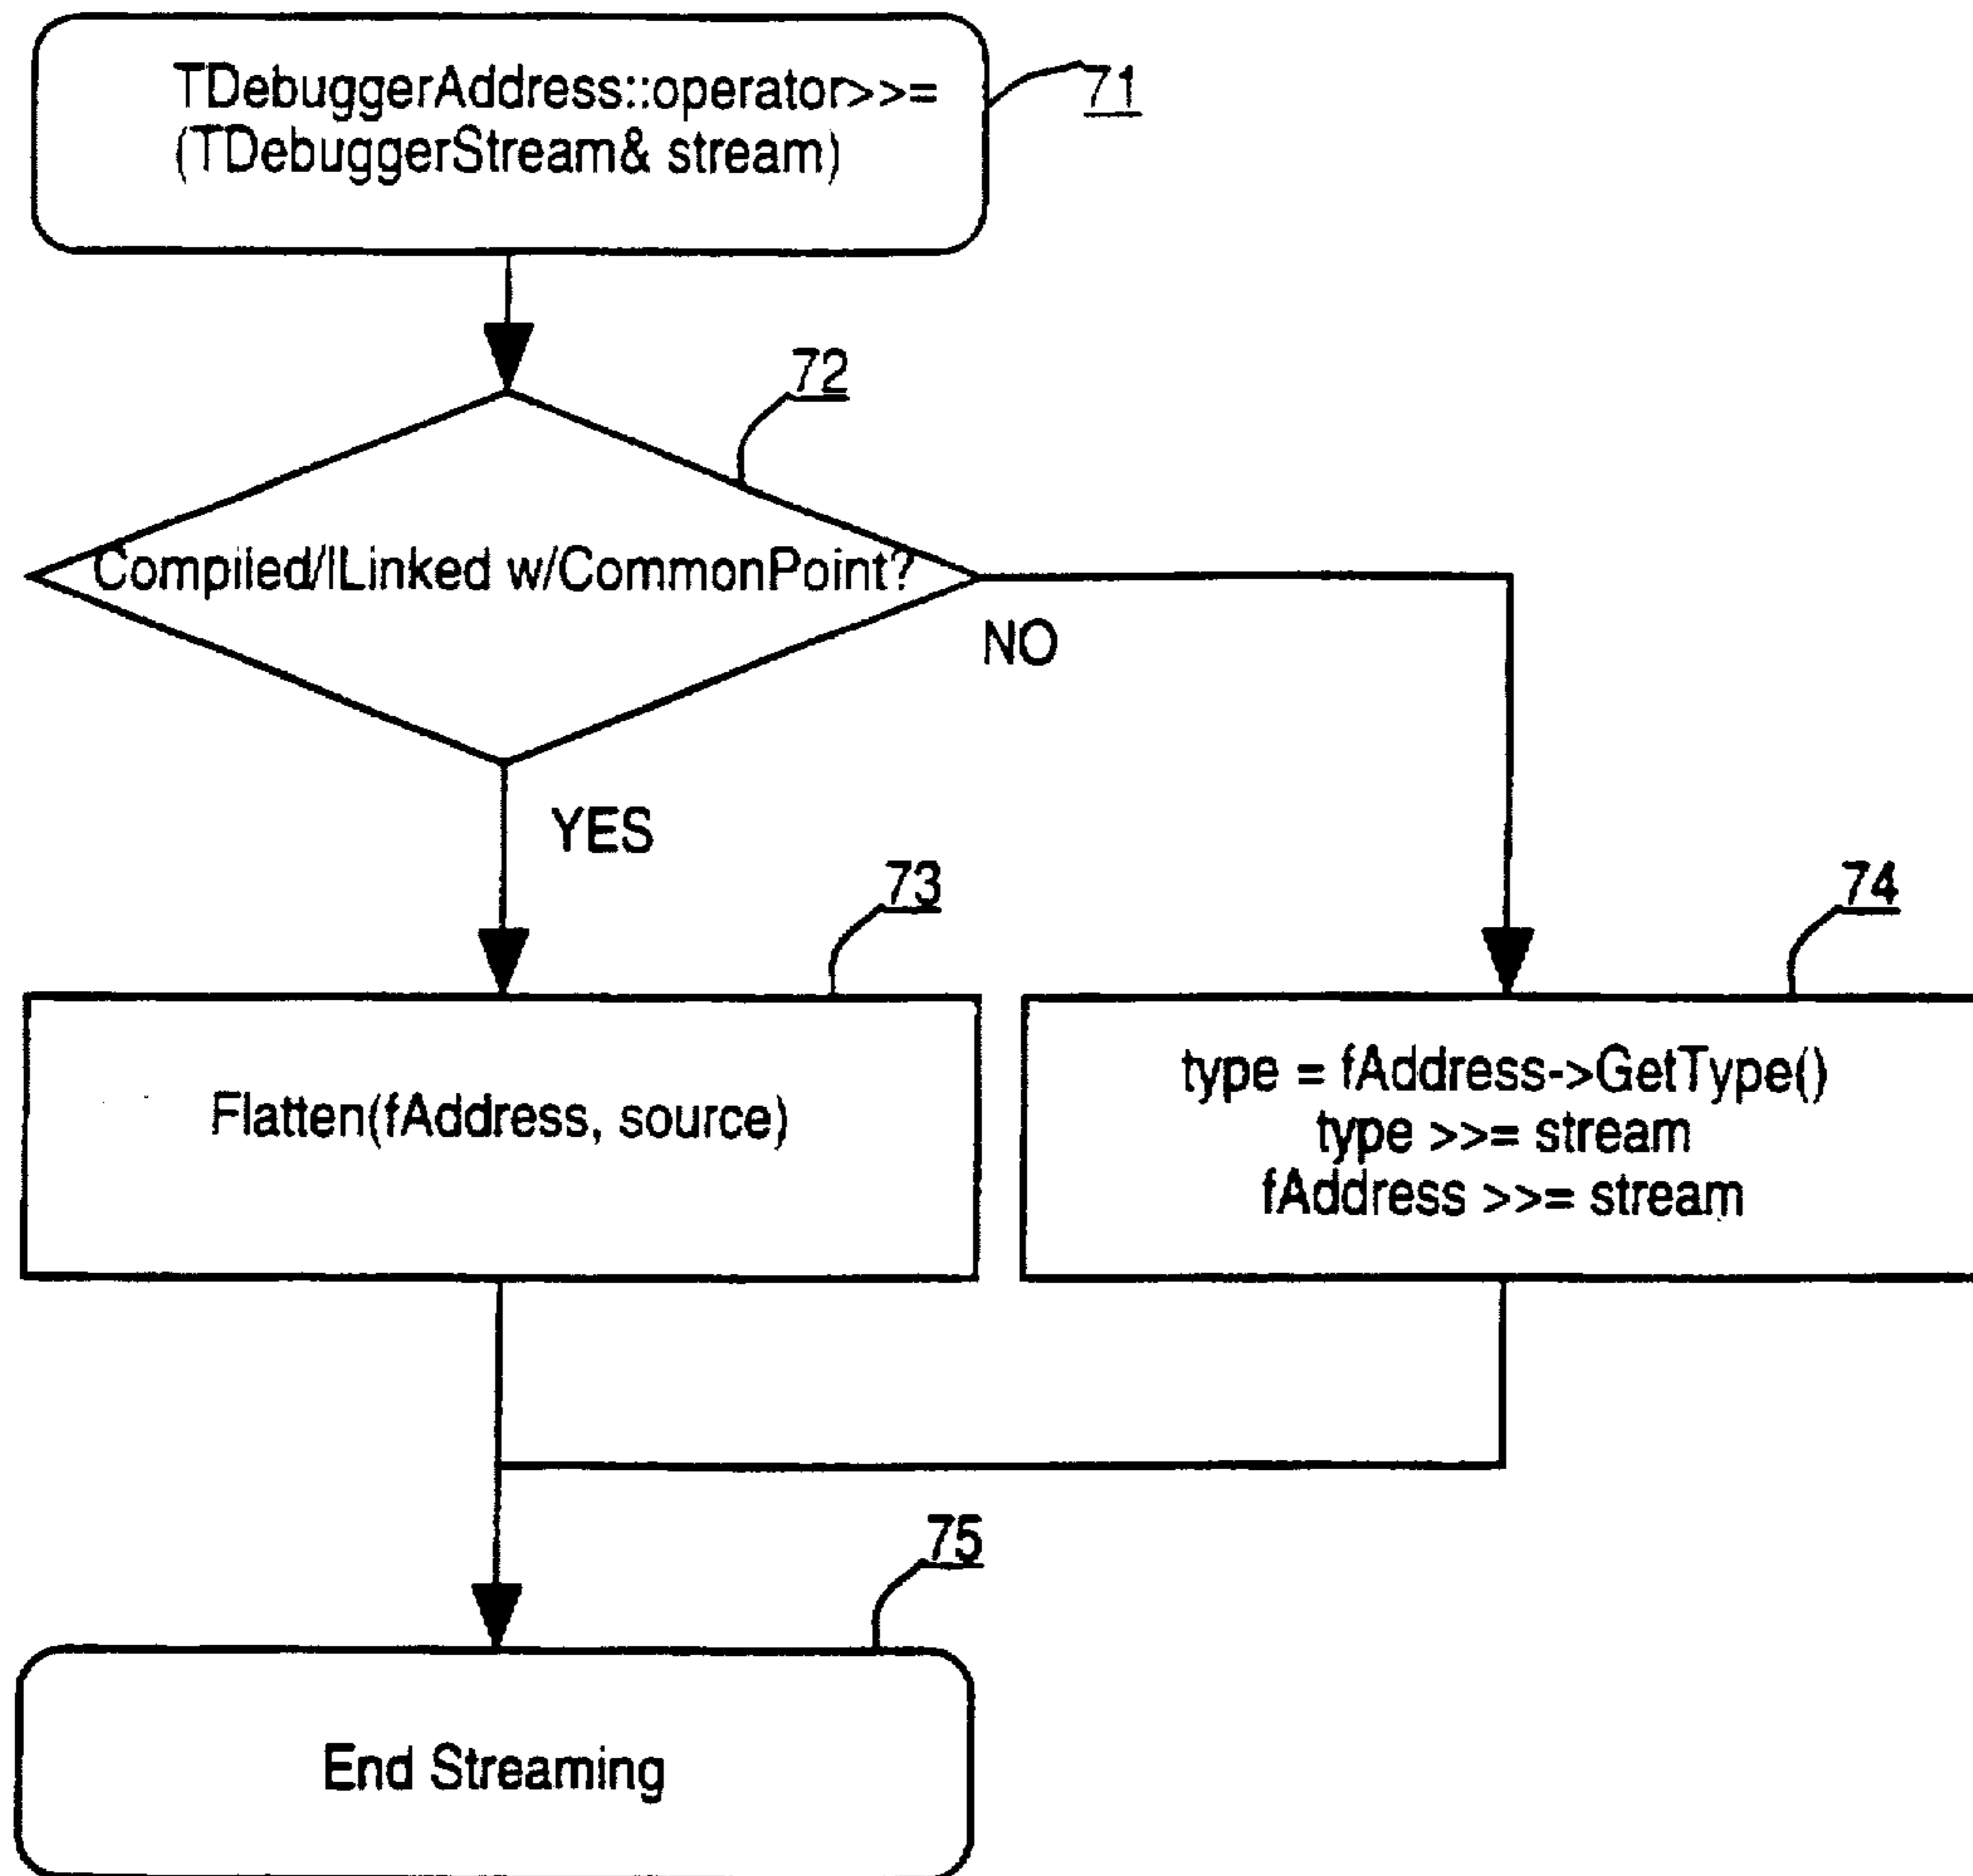 TDebuggerAddress::operator>>=
(TDebuggerStream& stream)
71
72
Compiled/lLinked w/CommonPoint?
NO
YES
73
74
Flatten(fAddress, source)
type = fAddress->GetType()
type >>= stream
fAddress >>= stream
75
End Streaming